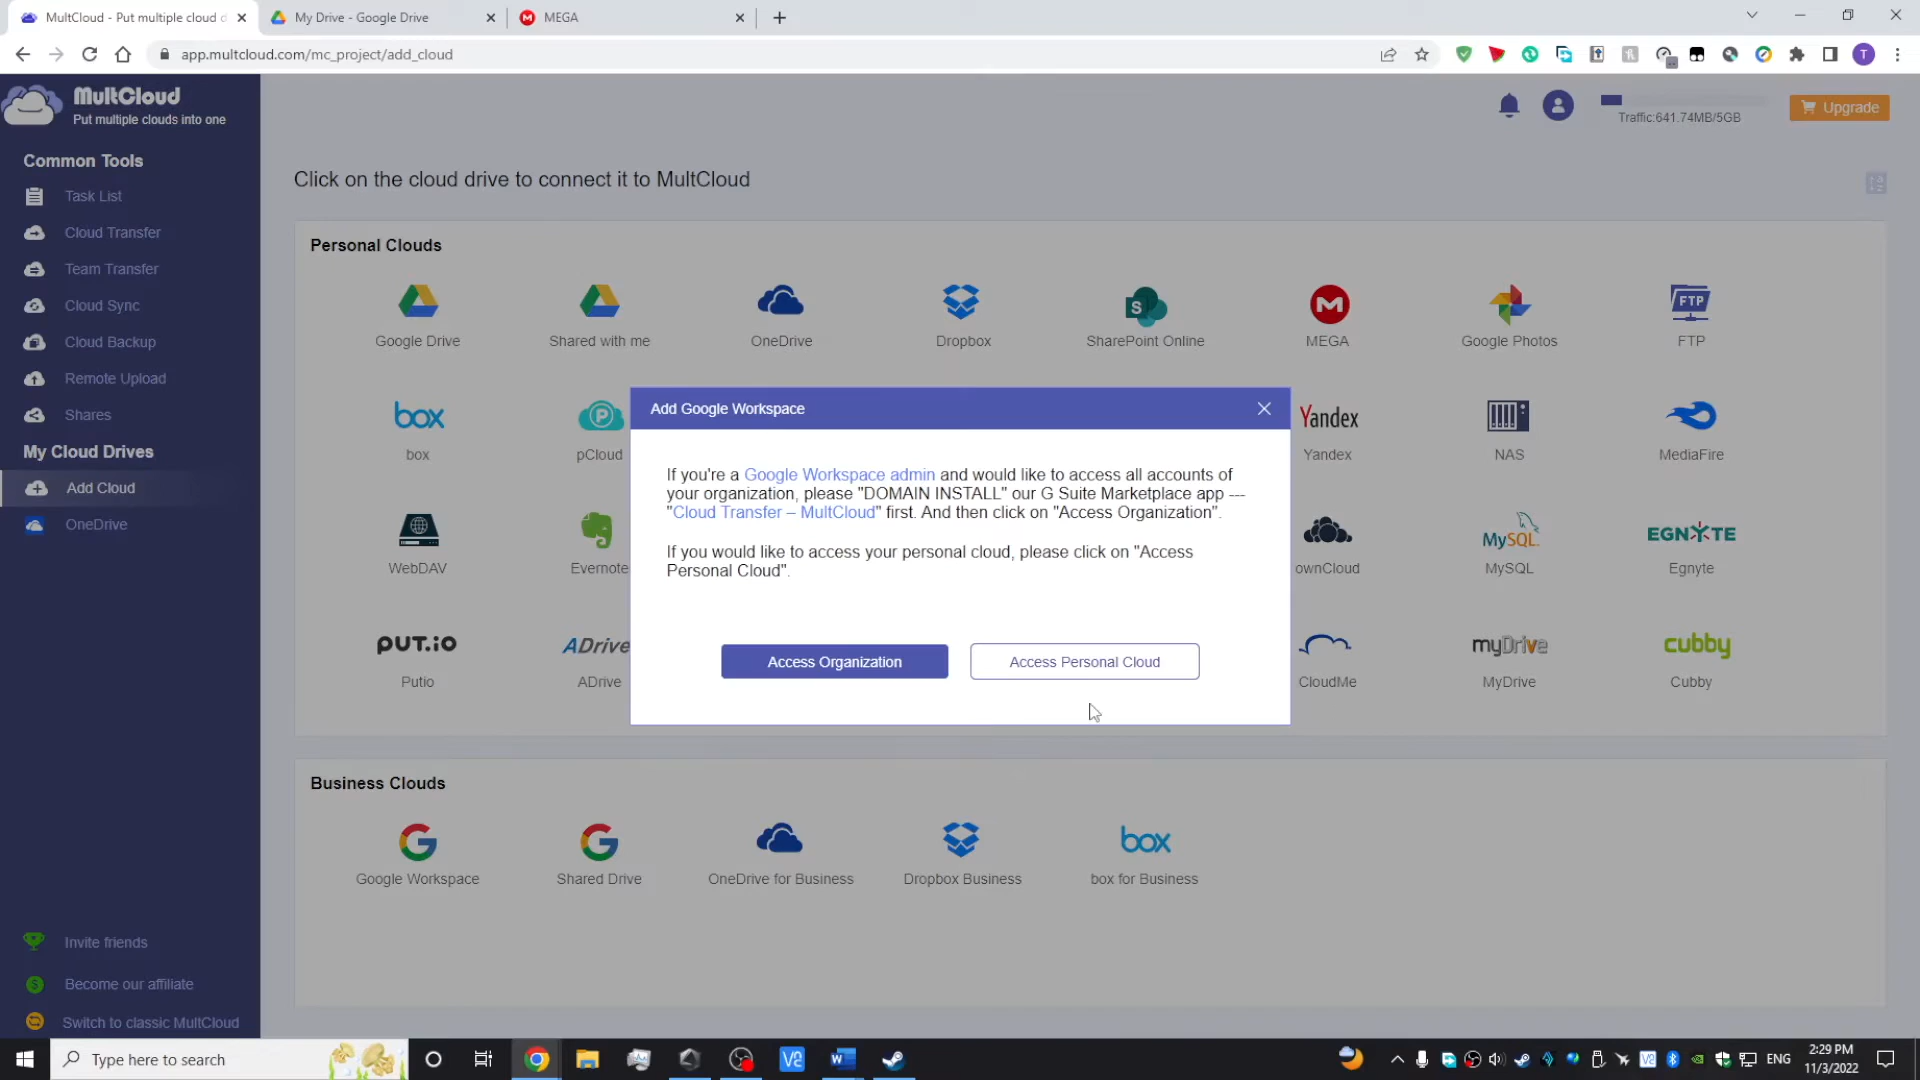 MultCloud - Put multiple cloud d
My Drive - Google Drive
MEGA
app.multcloud.com/mc_project/add_cloud
T
MultCloud
Put multiple clouds into one
Traffic:641.74MB/5GB
Upgrade
Common Tools
Task List
Cloud Transfer
Team Transfer
Cloud Sync
Cloud Backup
Remote Upload
Shares
My Cloud Drives
Add Cloud
OneDrive
Invite friends
Become our affiliate
Switch to classic MultCloud
Click on the cloud drive to connect it to MultCloud
Personal Clouds
Google Drive
Shared with me
OneDrive
Dropbox
SharePoint Online
MEGA
Google Photos
FTP
FTP
box
Yandex
box
pCloud
Yandex
NAS
MediaFire
MySQL
EGNYTE
WebDAV
Evernote
ownCloud
MySQL
Egnyte
PUT.IO
ADrive
myDrive
cubby
Putio
ADrive
CloudMe
MyDrive
Cubby
Add Google Workspace
If you're a Google Workspace admin and would like to access all accounts of
your organization, please "DOMAIN INSTALL" our G Suite Marketplace app ---
"Cloud Transfer – MultCloud" first. And then click on "Access Organization".
If you would like to access your personal cloud, please click on "Access
Personal Cloud".
Access Organization
Access Personal Cloud
Business Clouds
box
Google Workspace
Shared Drive
OneDrive for Business
Dropbox Business
box for Business
Type here to search
ENG
2:29 PM
11/3/2022